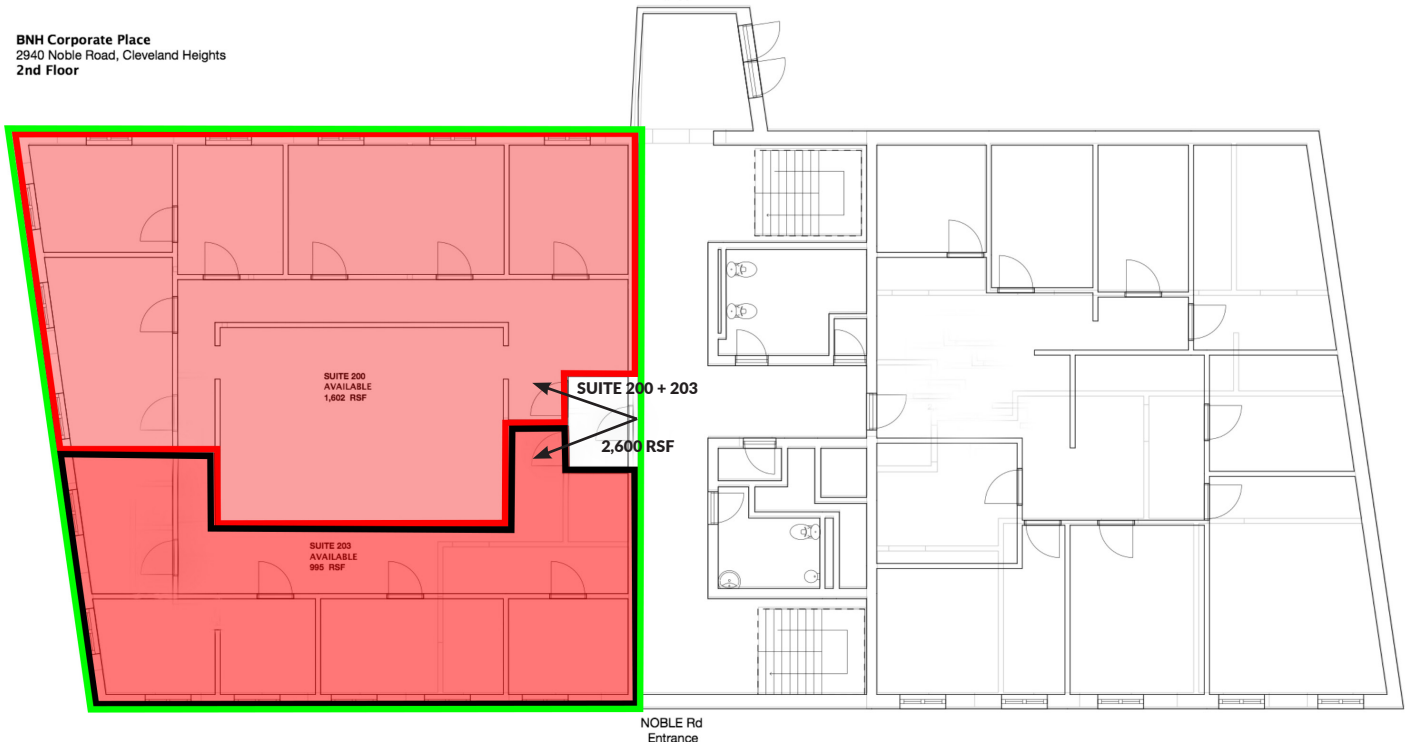 BNH Corporate Place
2940 Noble Road, Cleveland Heights
2nd Floor
SUITE 200
AVAILABLE
1,602 RSF
SUITE 200 + 203
2,600 RSF
SUITE 203
AVAILABLE
995 RSF
NOBLE Rd
Entrance